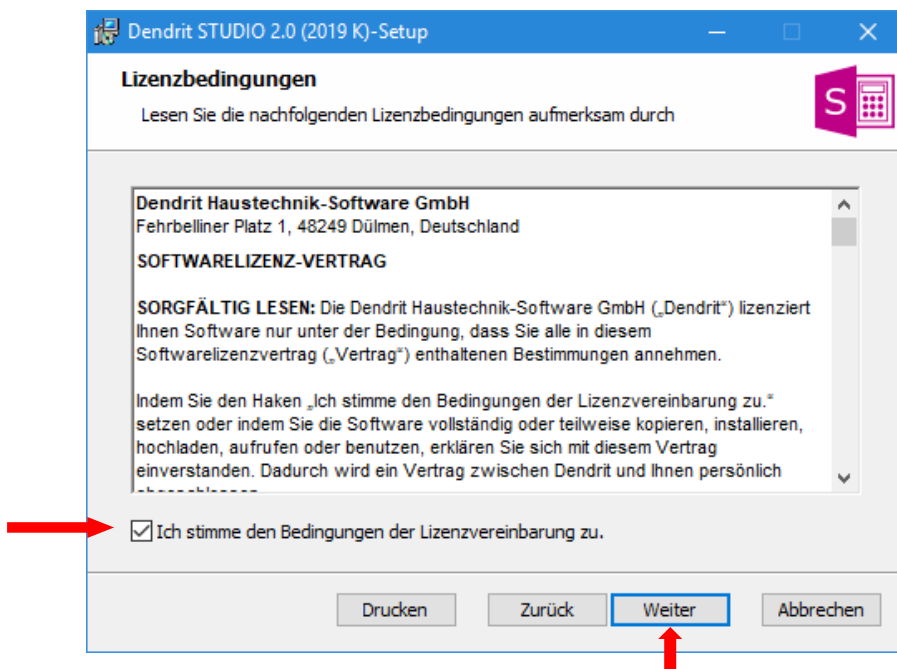 Dendrit STUDIO 2.0 (2019 K)-Setup
Lizenzbedingungen
Lesen Sie die nachfolgenden Lizenzbedingungen aufmerksam durch
S
Dendrit Haustechnik-Software GmbH
Fehrbelliner Platz 1, 48249 Dülmen, Deutschland
SOFTWARELIZENZ-VERTRAG
SORGFÄLTIG LESEN: Die Dendrit Haustechnik-Software GmbH („Dendrit“) lizenziert
Ihnen Software nur unter der Bedingung, dass Sie alle in diesem
Softwarelizenzvertrag („Vertrag“) enthaltenen Bestimmungen annehmen.
Indem Sie den Haken „Ich stimme den Bedingungen der Lizenzvereinbarung zu.“
setzen oder indem Sie die Software vollständig oder teilweise kopieren, installieren,
hochladen, aufrufen oder benutzen, erklären Sie sich mit diesem Vertrag
einverstanden. Dadurch wird ein Vertrag zwischen Dendrit und Ihnen persönlich
Ich stimme den Bedingungen der Lizenzvereinbarung zu.
Drucken Zurück Weiter Abbrechen